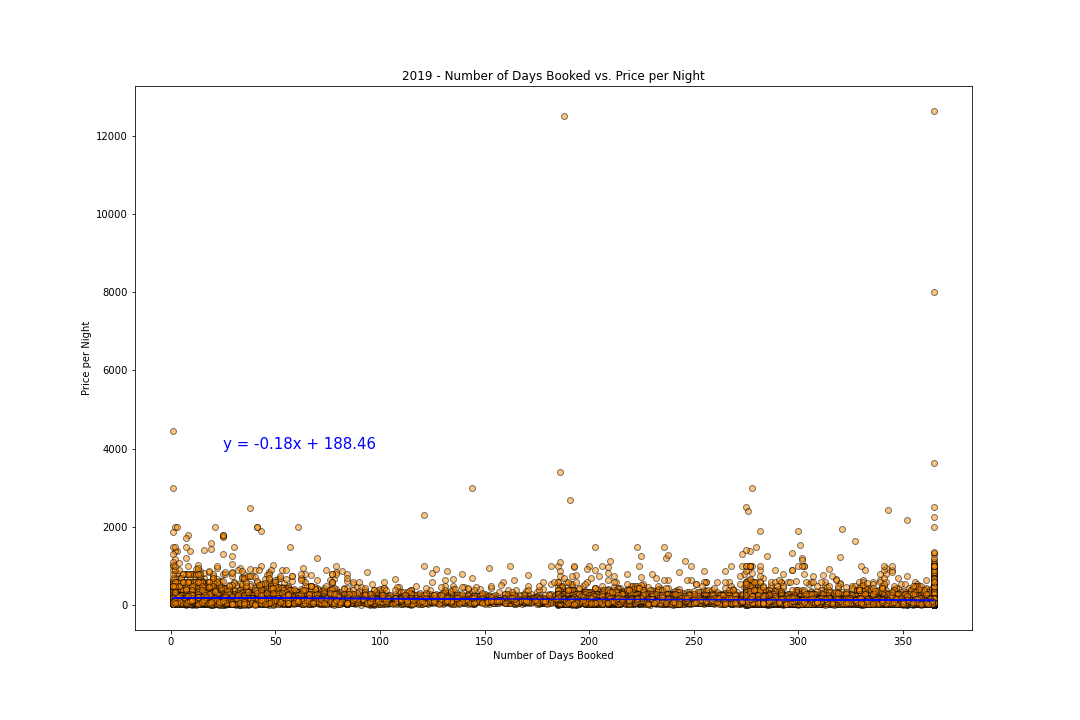 2019 - Number of Days Booked vs. Price per Night
12000
10000
8000
6000
4000
2000
0
Price per Night
y = -0.18x + 188.46
0 50 100 150 200 250 300 350
Number of Days Booked